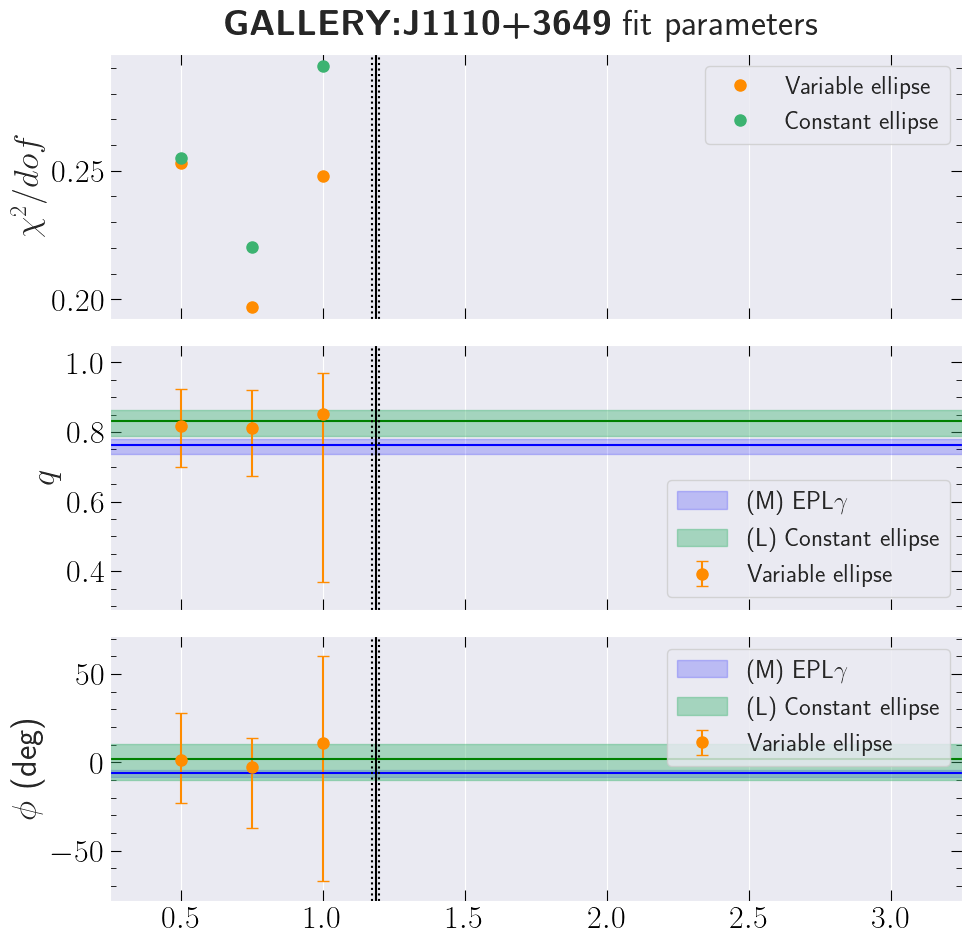 GALLERY:J1110+3649 fit parameters
χ²/dof
0.25
0.20
Variable ellipse
Constant ellipse
q
1.0
0.8
0.6
0.4
(M) EPLγ
(L) Constant ellipse
Variable ellipse
ϕ (deg)
50
0
−50
(M) EPLγ
(L) Constant ellipse
Variable ellipse
0.5 1.0 1.5 2.0 2.5 3.0